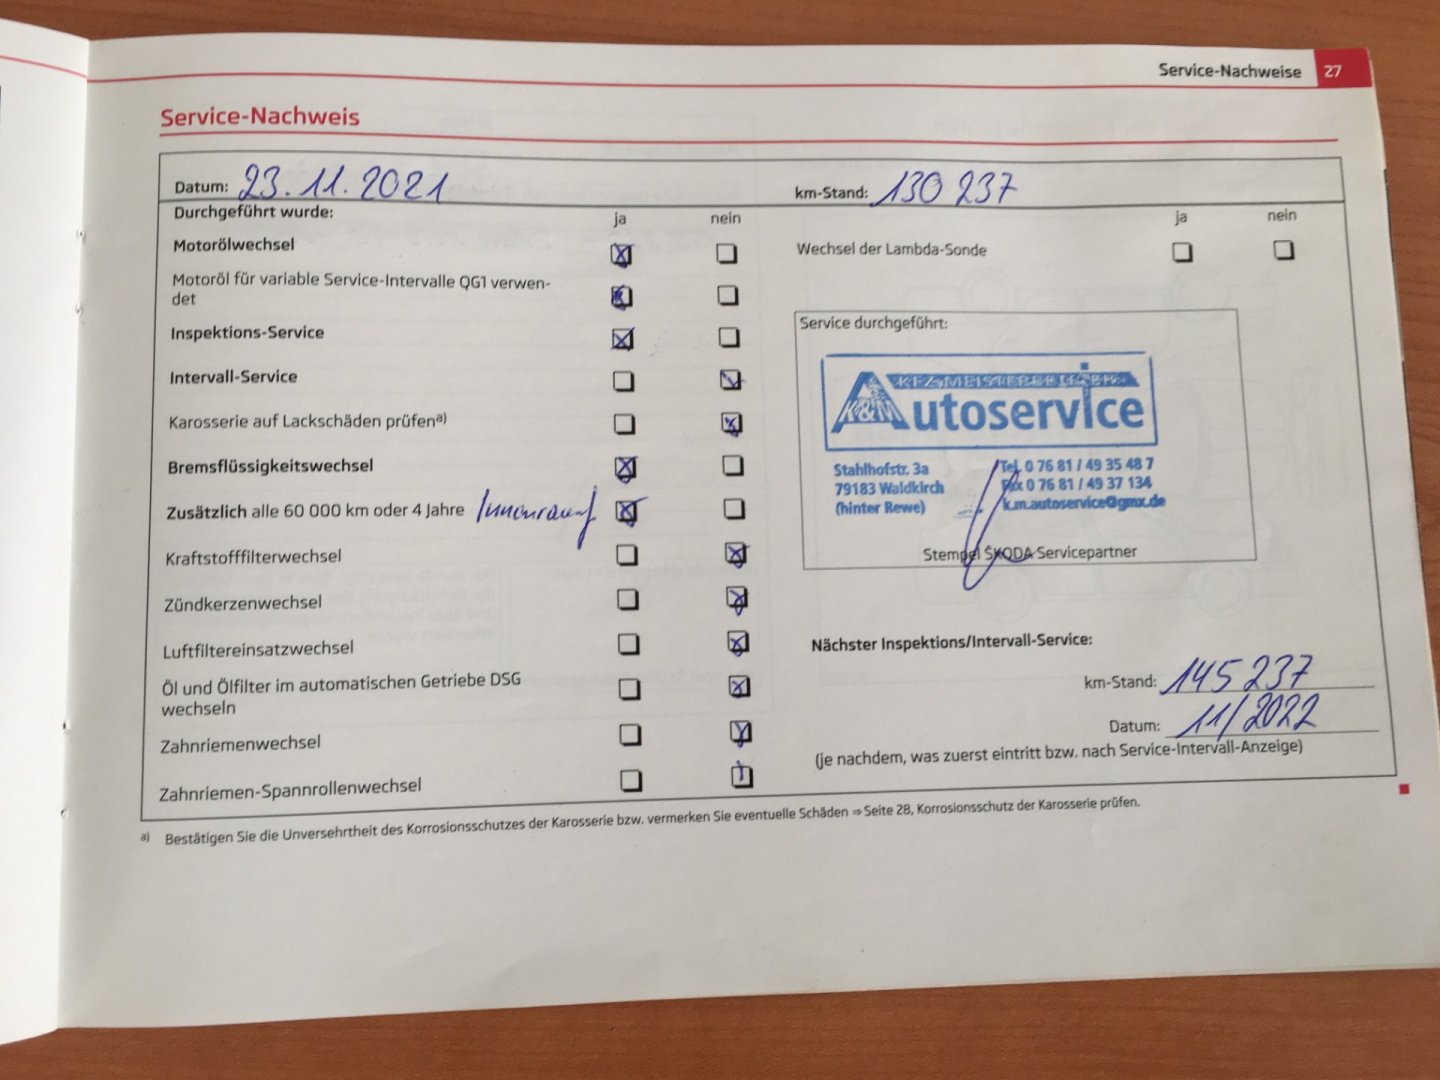 Service-Nachweise 27
Service-Nachweis
Datum: 23.11.2021 km-Stand: 130 237
Durchgeführt wurde: ja nein ja nein
Motorölwechsel
Wechsel der Lambda-Sonde
Motoröl für variable Service-Intervalle QG1 verwen-
det
Inspektions-Service
Intervall-Service
Karosserie auf Lackschäden prüfen a)
Bremsflüssigkeitswechsel
Zusätzlich alle 60 000 km oder 4 Jahre Innenraumf
Kraftstofffilterwechsel
Zündkerzenwechsel
Luftfiltereinsatzwechsel
Öl und Ölfilter im automatischen Getriebe DSG
wechseln
Zahnriemenwechsel
Zahnriemen-Spannrollenwechsel
Service durchgeführt:
KFZ-MEISTERBETRIEB
K&M Autoservice
Stahlhofstr. 3a Tel. 0 76 81 / 49 35 48 7
79183 Waldkirch Fax 0 76 81 / 49 37 134
(hinter Rewe) k.m.autoservice@gmx.de
Stempel ŠKODA Servicepartner
Nächster Inspektions/Intervall-Service:
km-Stand: 145 237
Datum: 11/2022
(je nachdem, was zuerst eintritt bzw. nach Service-Intervall-Anzeige)
a) Bestätigen Sie die Unversehrtheit des Korrosionsschutzes der Karosserie bzw. vermerken Sie eventuelle Schäden ⇒ Seite 28, Korrosionsschutz der Karosserie prüfen.